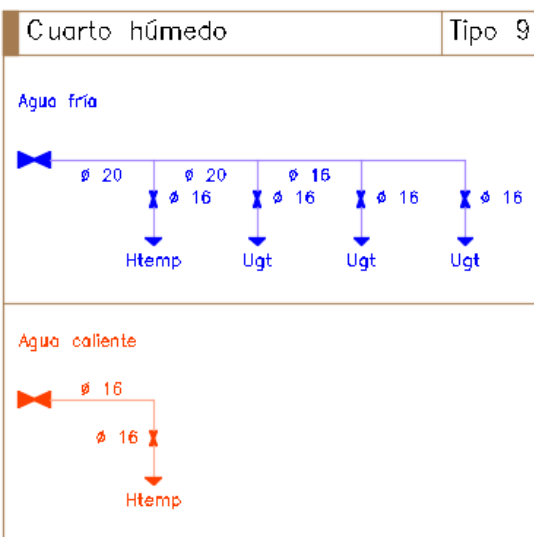 Cuarto húmedo Tipo 9
Agua fría
ø 20 ø 20 ø 16
ø 16 ø 16 ø 16 ø 16
Htemp Ugt Ugt Ugt
Agua caliente
ø 16
ø 16
Htemp